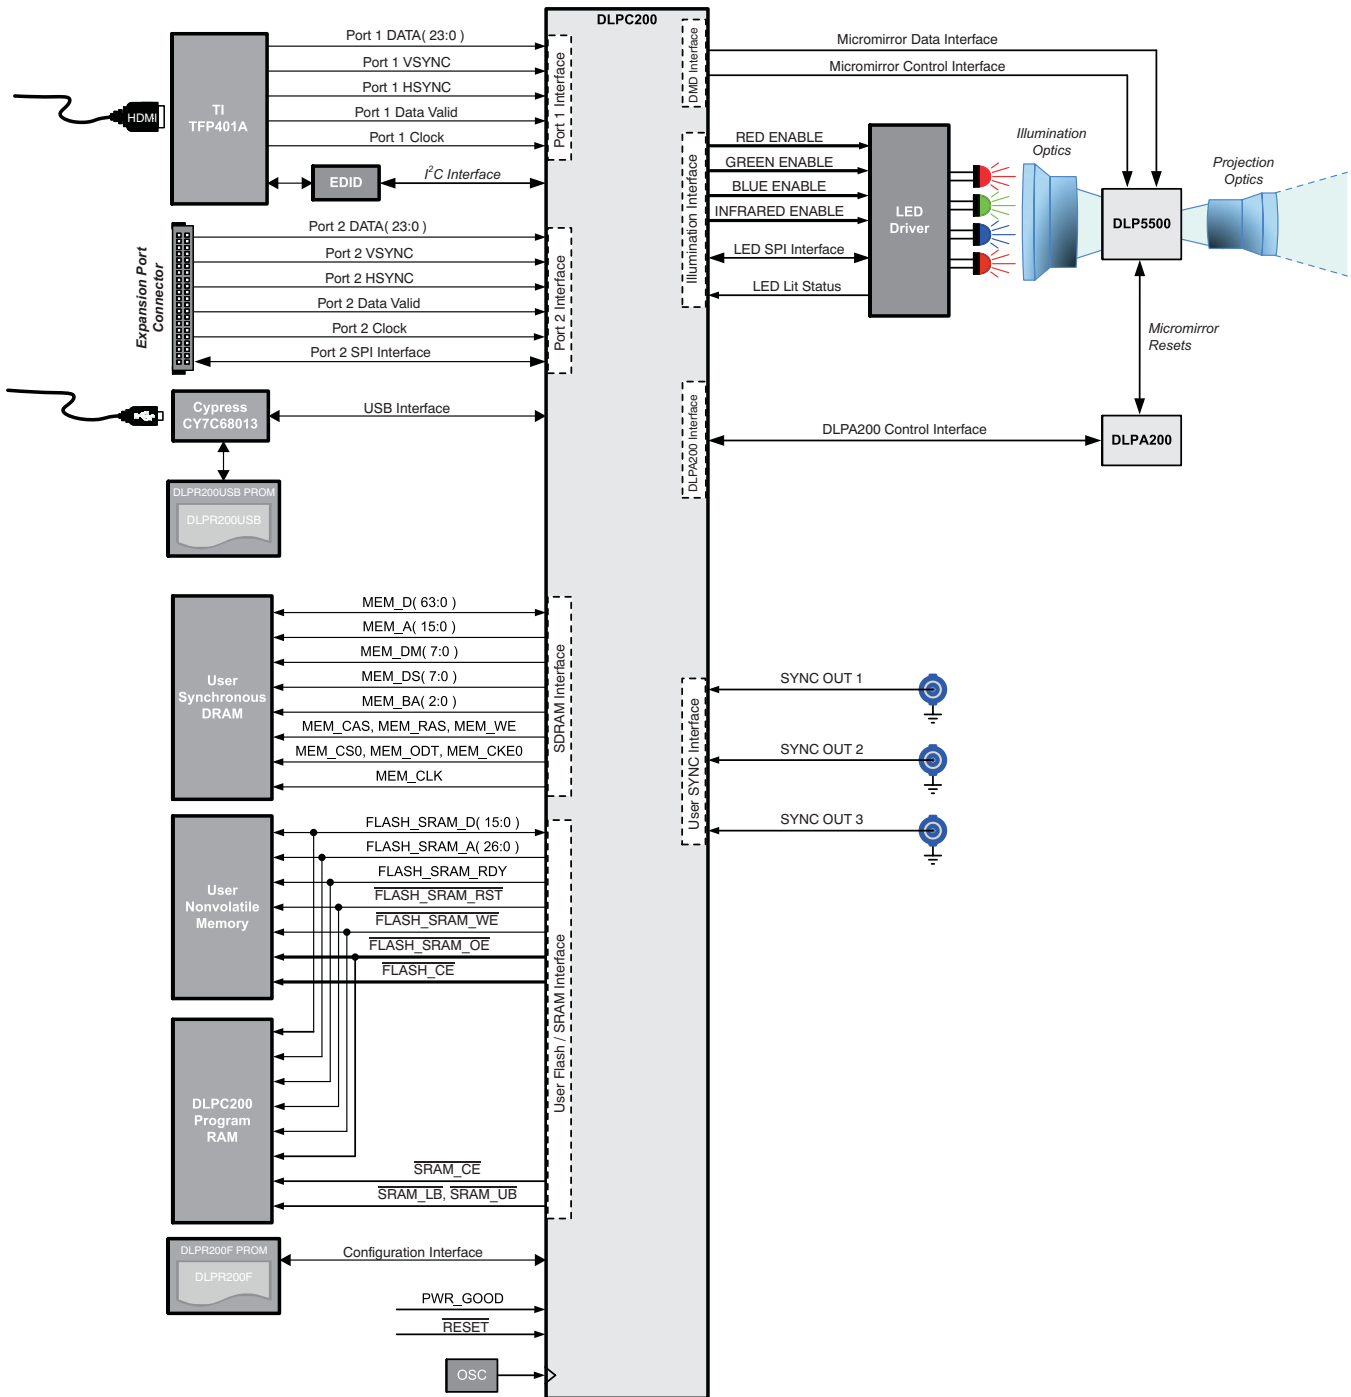 DLPC200
Port 1 DATA( 23:0 )
Port 1 VSYNC
Port 1 HSYNC
Port 1 Data Valid
Port 1 Clock
I²C Interface
HDMI
TI
TFP401A
EDID
Port 1 Interface
Expansion Port
Connector
Port 2 DATA( 23:0 )
Port 2 VSYNC
Port 2 HSYNC
Port 2 Data Valid
Port 2 Clock
Port 2 SPI Interface
Port 2 Interface
Cypress
CY7C68013
USB Interface
DLPR200USB PROM
DLPR200USB
User
Synchronous
DRAM
MEM_D( 63:0 )
MEM_A( 15:0 )
MEM_DM( 7:0 )
MEM_DS( 7:0 )
MEM_BA( 2:0 )
MEM_CAS, MEM_RAS, MEM_WE
MEM_CS0, MEM_ODT, MEM_CKE0
MEM_CLK
SDRAM Interface
User
Nonvolatile
Memory
FLASH_SRAM_D( 15:0 )
FLASH_SRAM_A( 26:0 )
FLASH_SRAM_RDY
FLASH_SRAM_RST
FLASH_SRAM_WE
FLASH_SRAM_OE
FLASH_CE
User Flash / SRAM Interface
DLPC200
Program
RAM
SRAM_CE
SRAM_LB, SRAM_UB
DLPR200F PROM
DLPR200F
Configuration Interface
PWR_GOOD
RESET
OSC
DMD Interface
Micromirror Data Interface
Micromirror Control Interface
Illumination Interface
RED ENABLE
GREEN ENABLE
BLUE ENABLE
INFRARED ENABLE
LED SPI Interface
LED Lit Status
LED
Driver
Illumination
Optics
DLP5500
Projection
Optics
Micromirror
Resets
DLPA200 Interface
DLPA200 Control Interface
DLPA200
User SYNC Interface
SYNC OUT 1
SYNC OUT 2
SYNC OUT 3